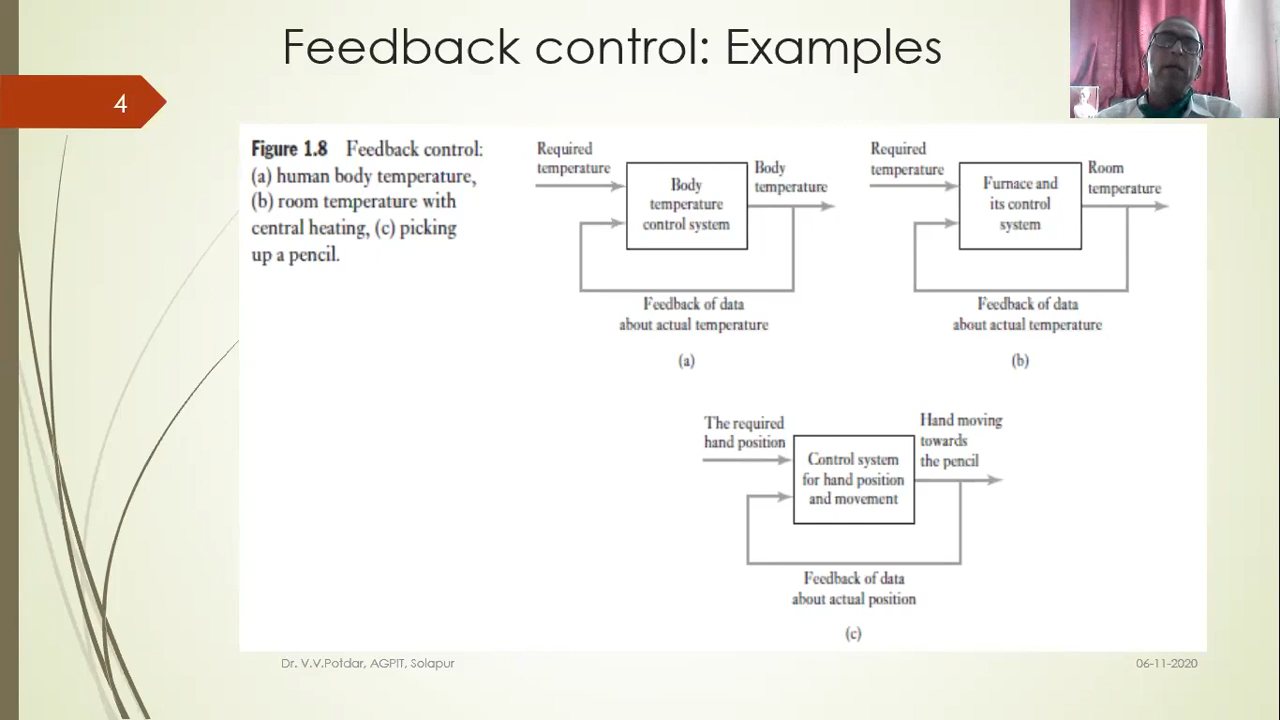 Feedback control: Examples
4
Figure 1.8 Feedback control:
(a) human body temperature,
(b) room temperature with
central heating, (c) picking
up a pencil.
Required
temperature
Body
temperature
control system
Body
temperature
Feedback of data
about actual temperature
(a)
Required
temperature
Furnace and
its control
system
Room
temperature
Feedback of data
about actual temperature
(b)
The required
hand position
Control system
for hand position
and movement
Hand moving
towards
the pencil
Feedback of data
about actual position
(c)
Dr. V.V.Potdar, AGPIT, Solapur
06-11-2020